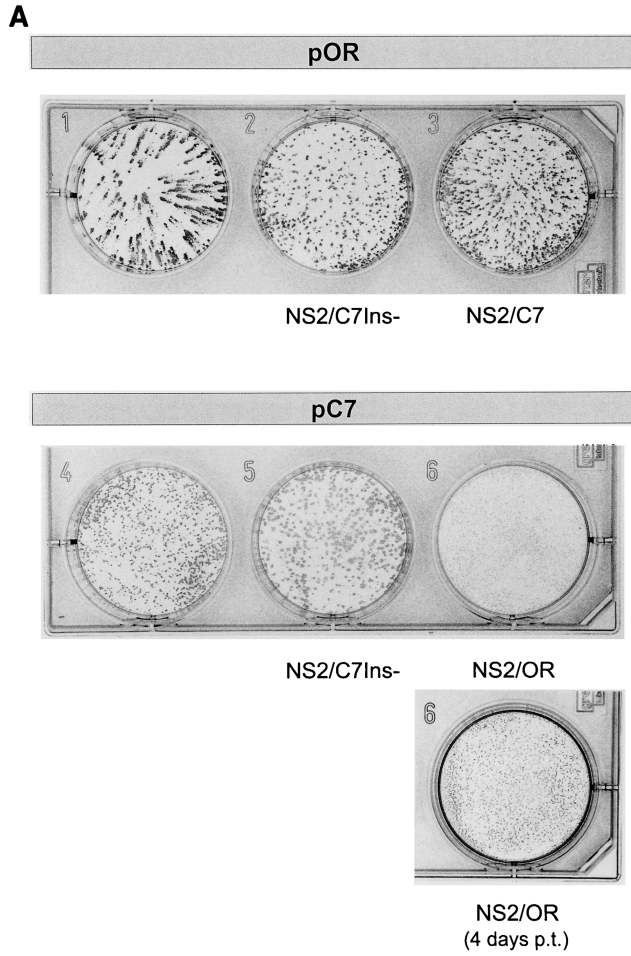 A
pOR
1 2 3
NS2/C7Ins- NS2/C7
pC7
4 5 6
NS2/C7Ins- NS2/OR
6
NS2/OR
(4 days p.t.)